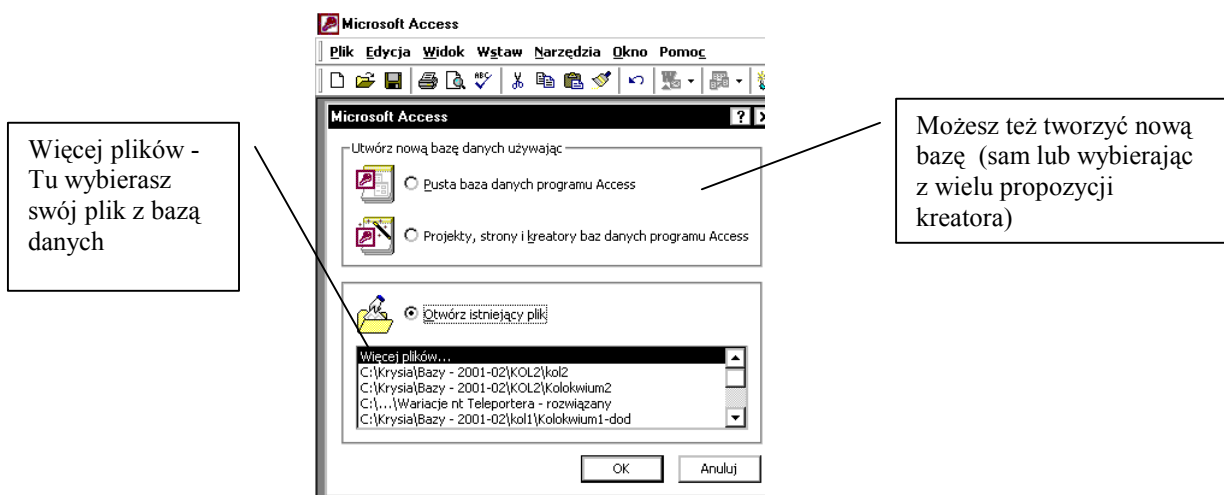 Microsoft Access
Plik Edycja Widok Wstaw Narzędzia Okno Pomoc
ABC
Microsoft Access
Utwórz nową bazę danych używając
Pusta baza danych programu Access
Projekty, strony i kreatory baz danych programu Access
Otwórz istniejący plik
Więcej plików...
C:\Krysia\Bazy - 2001-02\KOL2\kol2
C:\Krysia\Bazy - 2001-02\KOL2\Kolokwium2
C:\...\Wariacje nt Teleportera - rozwiązany
C:\Krysia\Bazy - 2001-02\kol1\Kolokwium1-dod
OK Anuluj
Więcej plików -
Tu wybierasz
swój plik z bazą
danych
Możesz też tworzyć nową
bazę (sam lub wybierając
z wielu propozycji
kreatora)